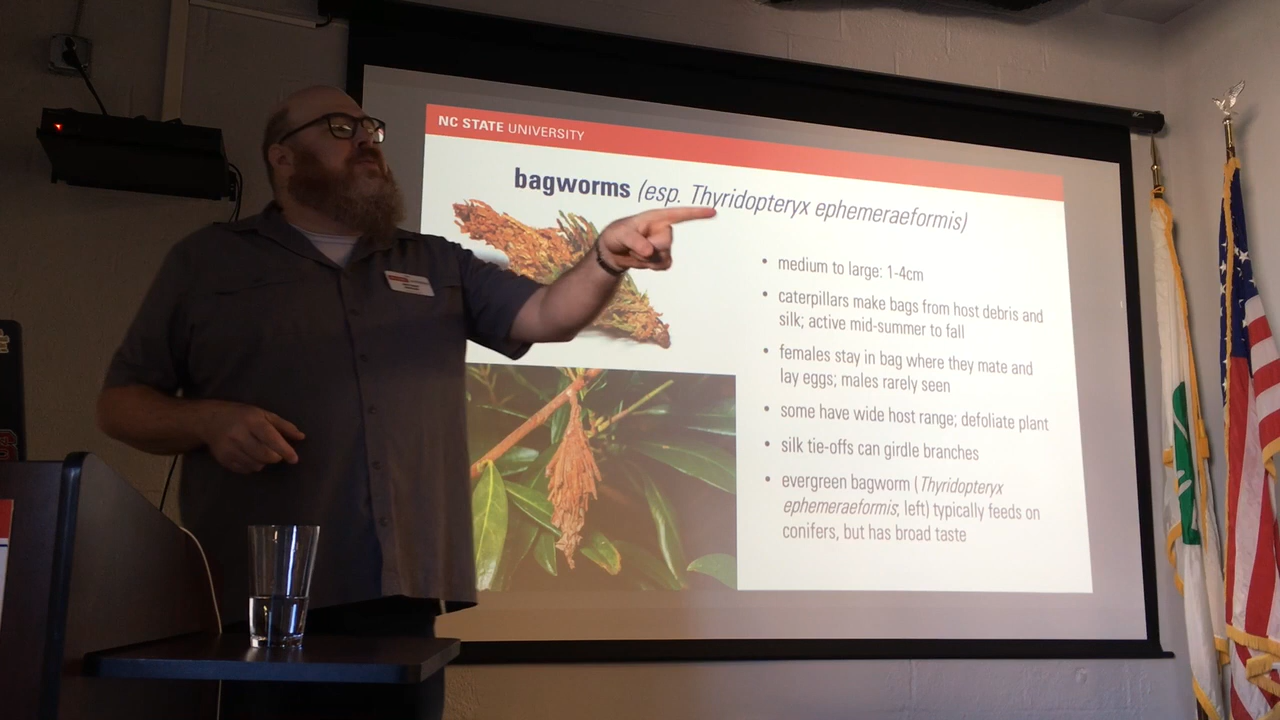 NC STATE UNIVERSITY
bagworms (esp. Thyridopteryx ephemeraeformis)
• medium to large: 1-4cm
• caterpillars make bags from host debris and
silk; active mid-summer to fall
• females stay in bag where they mate and
lay eggs; males rarely seen
• some have wide host range; defoliate plant
• silk tie-offs can girdle branches
• evergreen bagworm (Thyridopteryx
ephemeraeformis, left) typically feeds on
conifers, but has broad taste